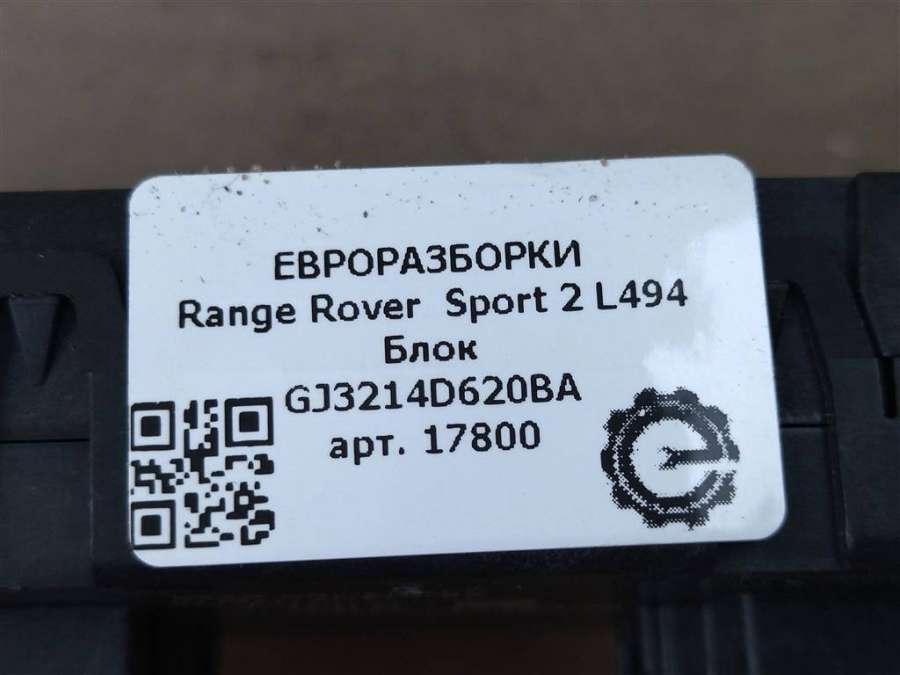 ЕВРОРАЗБОРКИ
Range Rover Sport 2 L494
Блок
GJ3214D620BA
арт. 17800